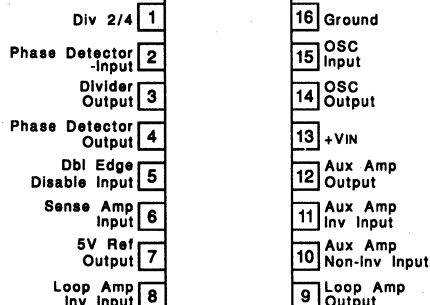 Div 2/4 1
Phase Detector
-Input 2
Divider
Output 3
Phase Detector
Output 4
Dbl Edge
Disable Input 5
Sense Amp
Input 6
5V Ref
Output 7
Loop Amp
Inv Input 8
16 Ground
15 OSC
Input
14 OSC
Output
13 +VIN
12 Aux Amp
Output
11 Aux Amp
Inv Input
10 Aux Amp
Non-Inv Input
9 Loop Amp
Output